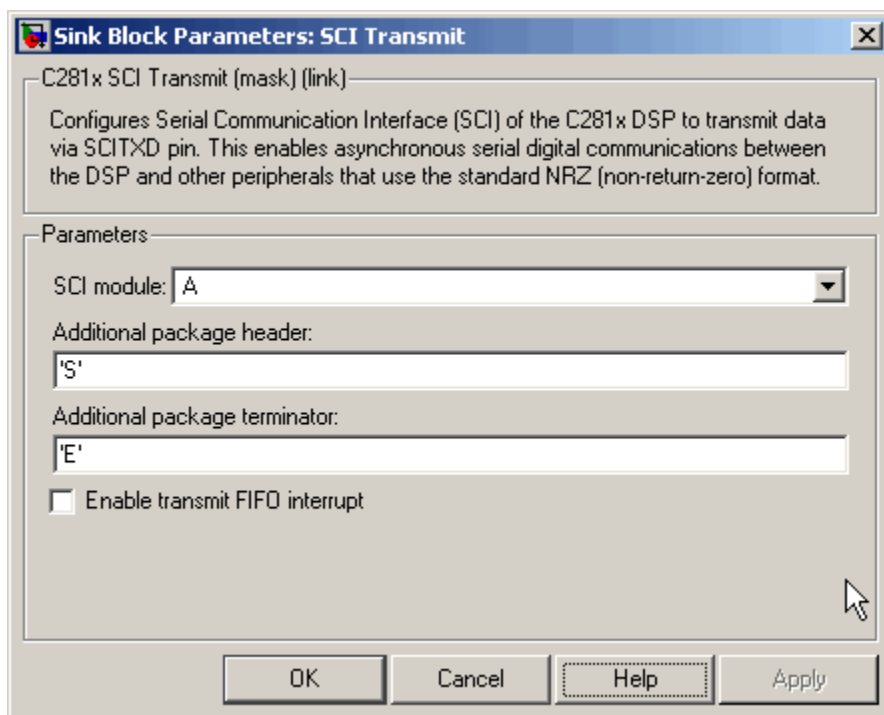 Sink Block Parameters: SCI Transmit
C281x SCI Transmit (mask) (link)
Configures Serial Communication Interface (SCI) of the C281x DSP to transmit data
via SCITXD pin. This enables asynchronous serial digital communications between
the DSP and other peripherals that use the standard NRZ (non-return-zero) format.
Parameters
SCI module: A
Additional package header:
'S'
Additional package terminator:
'E'
Enable transmit FIFO interrupt
OK Cancel Help Apply